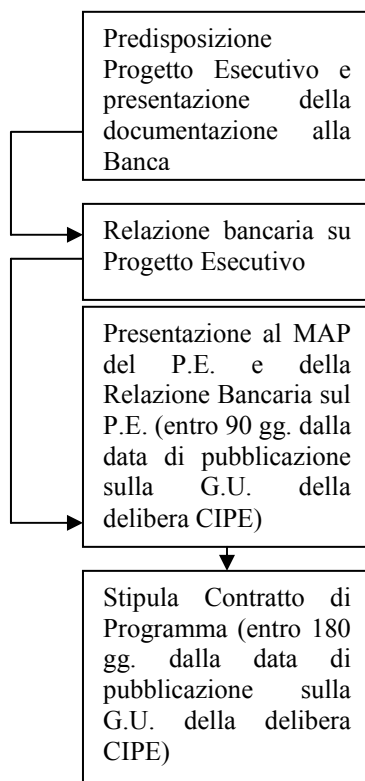 Predisposizione
Progetto Esecutivo e
presentazione della
documentazione alla
Banca
Relazione bancaria su
Progetto Esecutivo
Presentazione al MAP
del P.E. e della
Relazione Bancaria sul
P.E. (entro 90 gg. dalla
data di pubblicazione
sulla G.U. della
delibera CIPE)
Stipula Contratto di
Programma (entro 180
gg. dalla data di
pubblicazione sulla
G.U. della delibera
CIPE)